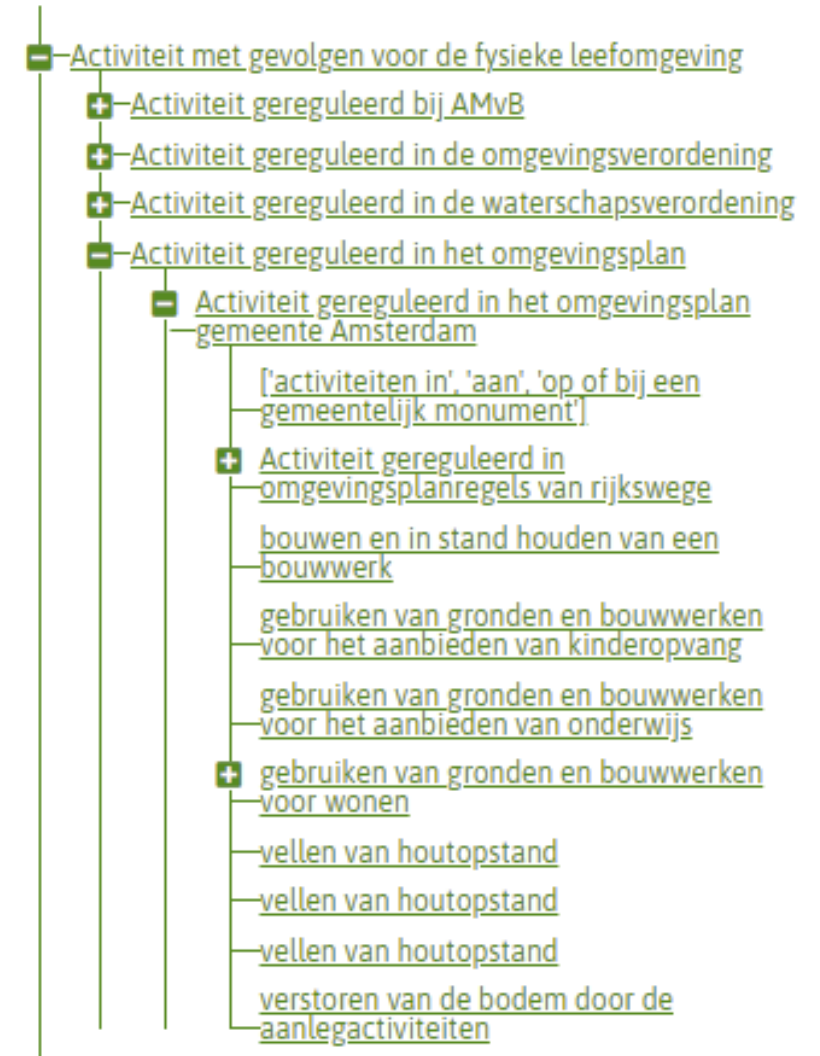 Activiteit met gevolgen voor de fysieke leefomgeving
Activiteit gereguleerd bij AMvB
Activiteit gereguleerd in de omgevingsverordening
Activiteit gereguleerd in de waterschapsverordening
Activiteit gereguleerd in het omgevingsplan
Activiteit gereguleerd in het omgevingsplan
gemeente Amsterdam
['activiteiten in', 'aan', 'op of bij een
gemeentelijk monument']
Activiteit gereguleerd in
omgevingsplanregels van rijkswege
bouwen en in stand houden van een
bouwwerk
gebruiken van gronden en bouwwerken
voor het aanbieden van kinderopvang
gebruiken van gronden en bouwwerken
voor het aanbieden van onderwijs
gebruiken van gronden en bouwwerken
voor wonen
vellen van houtopstand
vellen van houtopstand
vellen van houtopstand
verstoren van de bodem door de
aanlegactiviteiten